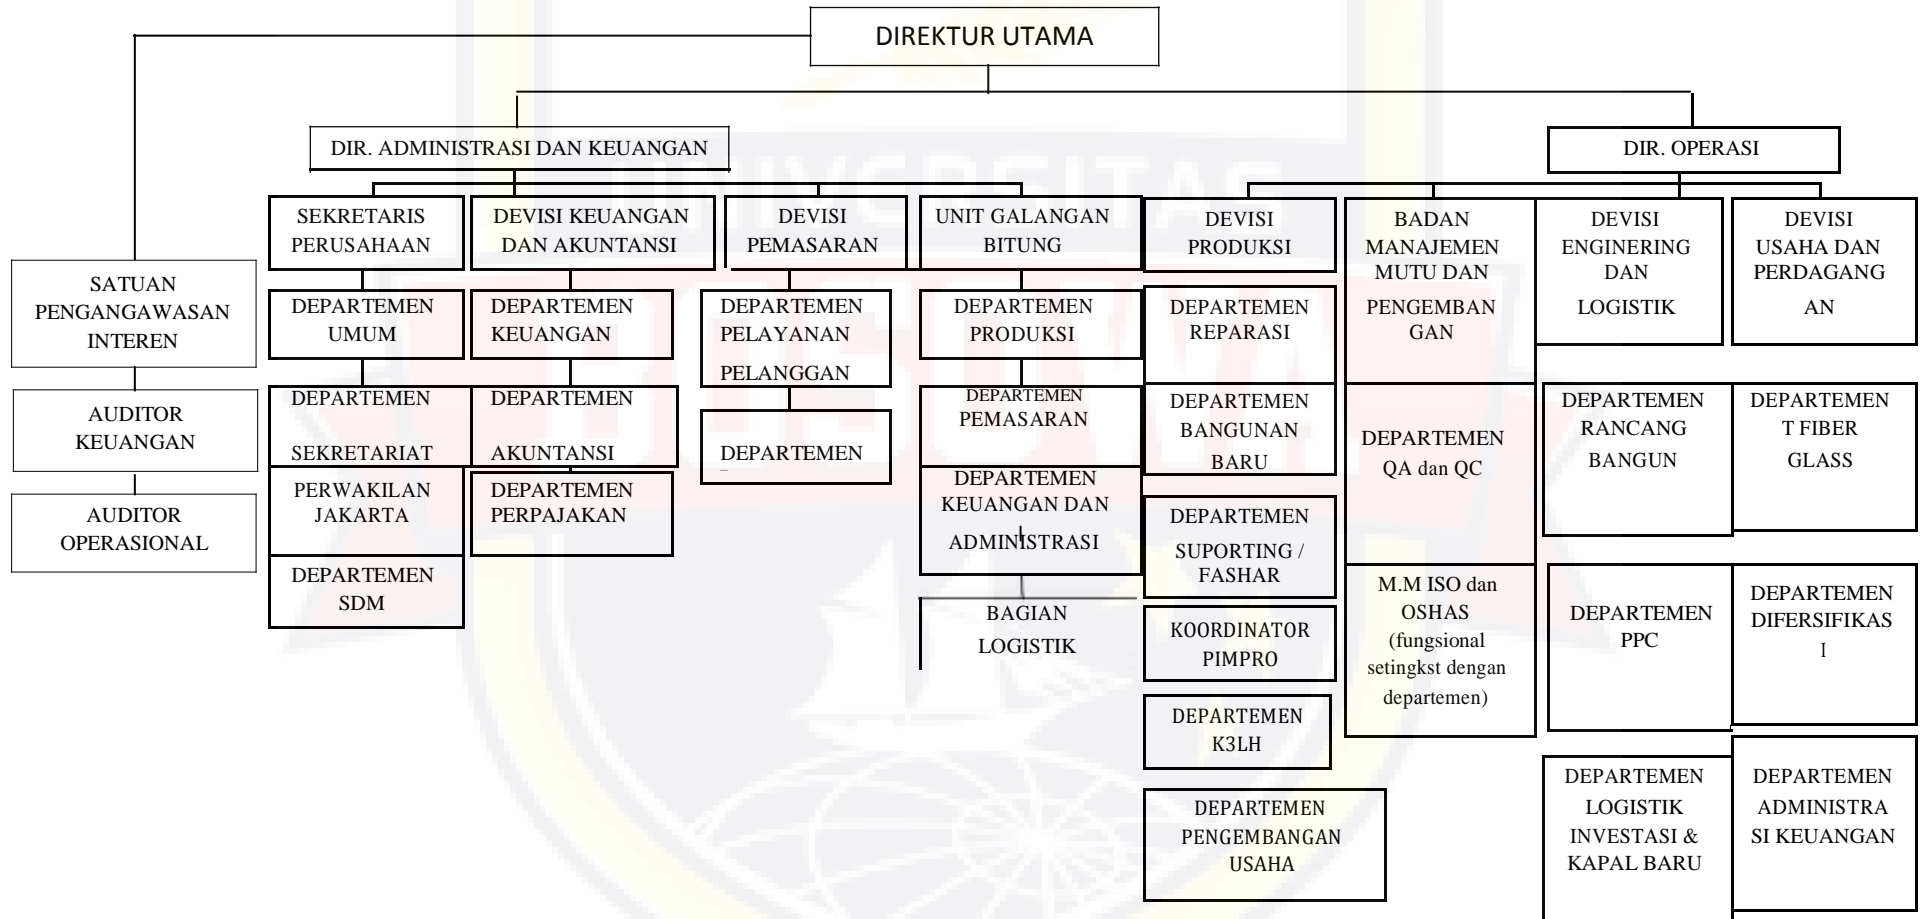 DIREKTUR UTAMA
DIR. ADMINISTRASI DAN KEUANGAN
DIR. OPERASI
SATUAN
PENGANGAWASAN
INTEREN
AUDITOR
KEUANGAN
AUDITOR
OPERASIONAL
SEKRETARIS
PERUSAHAAN
DEPARTEMEN
UMUM
DEPARTEMEN
SEKRETARIAT
PERWAKILAN
JAKARTA
DEPARTEMEN
SDM
DEVISI KEUANGAN
DAN AKUNTANSI
DEPARTEMEN
KEUANGAN
DEPARTEMEN
AKUNTANSI
DEPARTEMEN
PERPAJAKAN
DEVISI
PEMASARAN
DEPARTEMEN
PELAYANAN
PELANGGAN
DEPARTEMEN
UNIT GALANGAN
BITUNG
DEPARTEMEN
PRODUKSI
DEPARTEMEN
PEMASARAN
DEPARTEMEN
KEUANGAN DAN
ADMINISTRASI
BAGIAN
LOGISTIK
DEVISI
PRODUKSI
DEPARTEMEN
REPARASI
DEPARTEMEN
BANGUNAN
BARU
DEPARTEMEN
SUPORTING /
FASHAR
KOORDINATOR
PIMPRO
DEPARTEMEN
K3LH
DEPARTEMEN
PENGEMBANGAN
USAHA
BADAN
MANAJEMEN
MUTU DAN
PENGEMBAN
GAN
DEPARTEMEN
QA dan QC
M.M ISO dan
OSHAS
(fungsional
setingkst dengan
departemen)
DEVISI
ENGINERING
DAN
LOGISTIK
DEPARTEMEN
RANCANG
BANGUN
DEPARTEMEN
PPC
DEPARTEMEN
LOGISTIK
INVESTASI &
KAPAL BARU
DEVISI
USAHA DAN
PERDAGANG
AN
DEPARTEMEN
T FIBER
GLASS
DEPARTEMEN
DIFERSIFIKAS
I
DEPARTEMEN
ADMINISTRA
SI KEUANGAN
UNIVERSITAS
BOSOWA